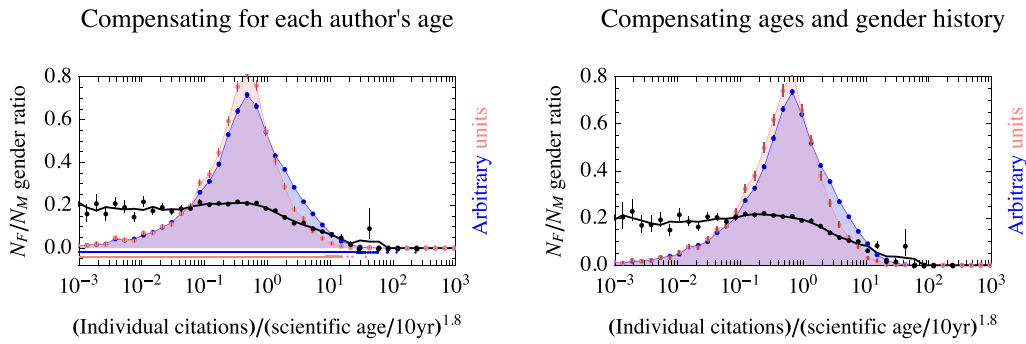 Compensating for each author's age
N_F/N_M gender ratio
0.8
0.6
0.4
0.2
0.0
10^−3 10^−2 10^−1 10^0 10^1 10^2 10^3
(Individual citations)/(scientific age/10yr)^1.8
Arbitrary units
Compensating ages and gender history
N_F/N_M gender ratio
0.8
0.6
0.4
0.2
0.0
10^−3 10^−2 10^−1 10^0 10^1 10^2 10^3
(Individual citations)/(scientific age/10yr)^1.8
Arbitrary units